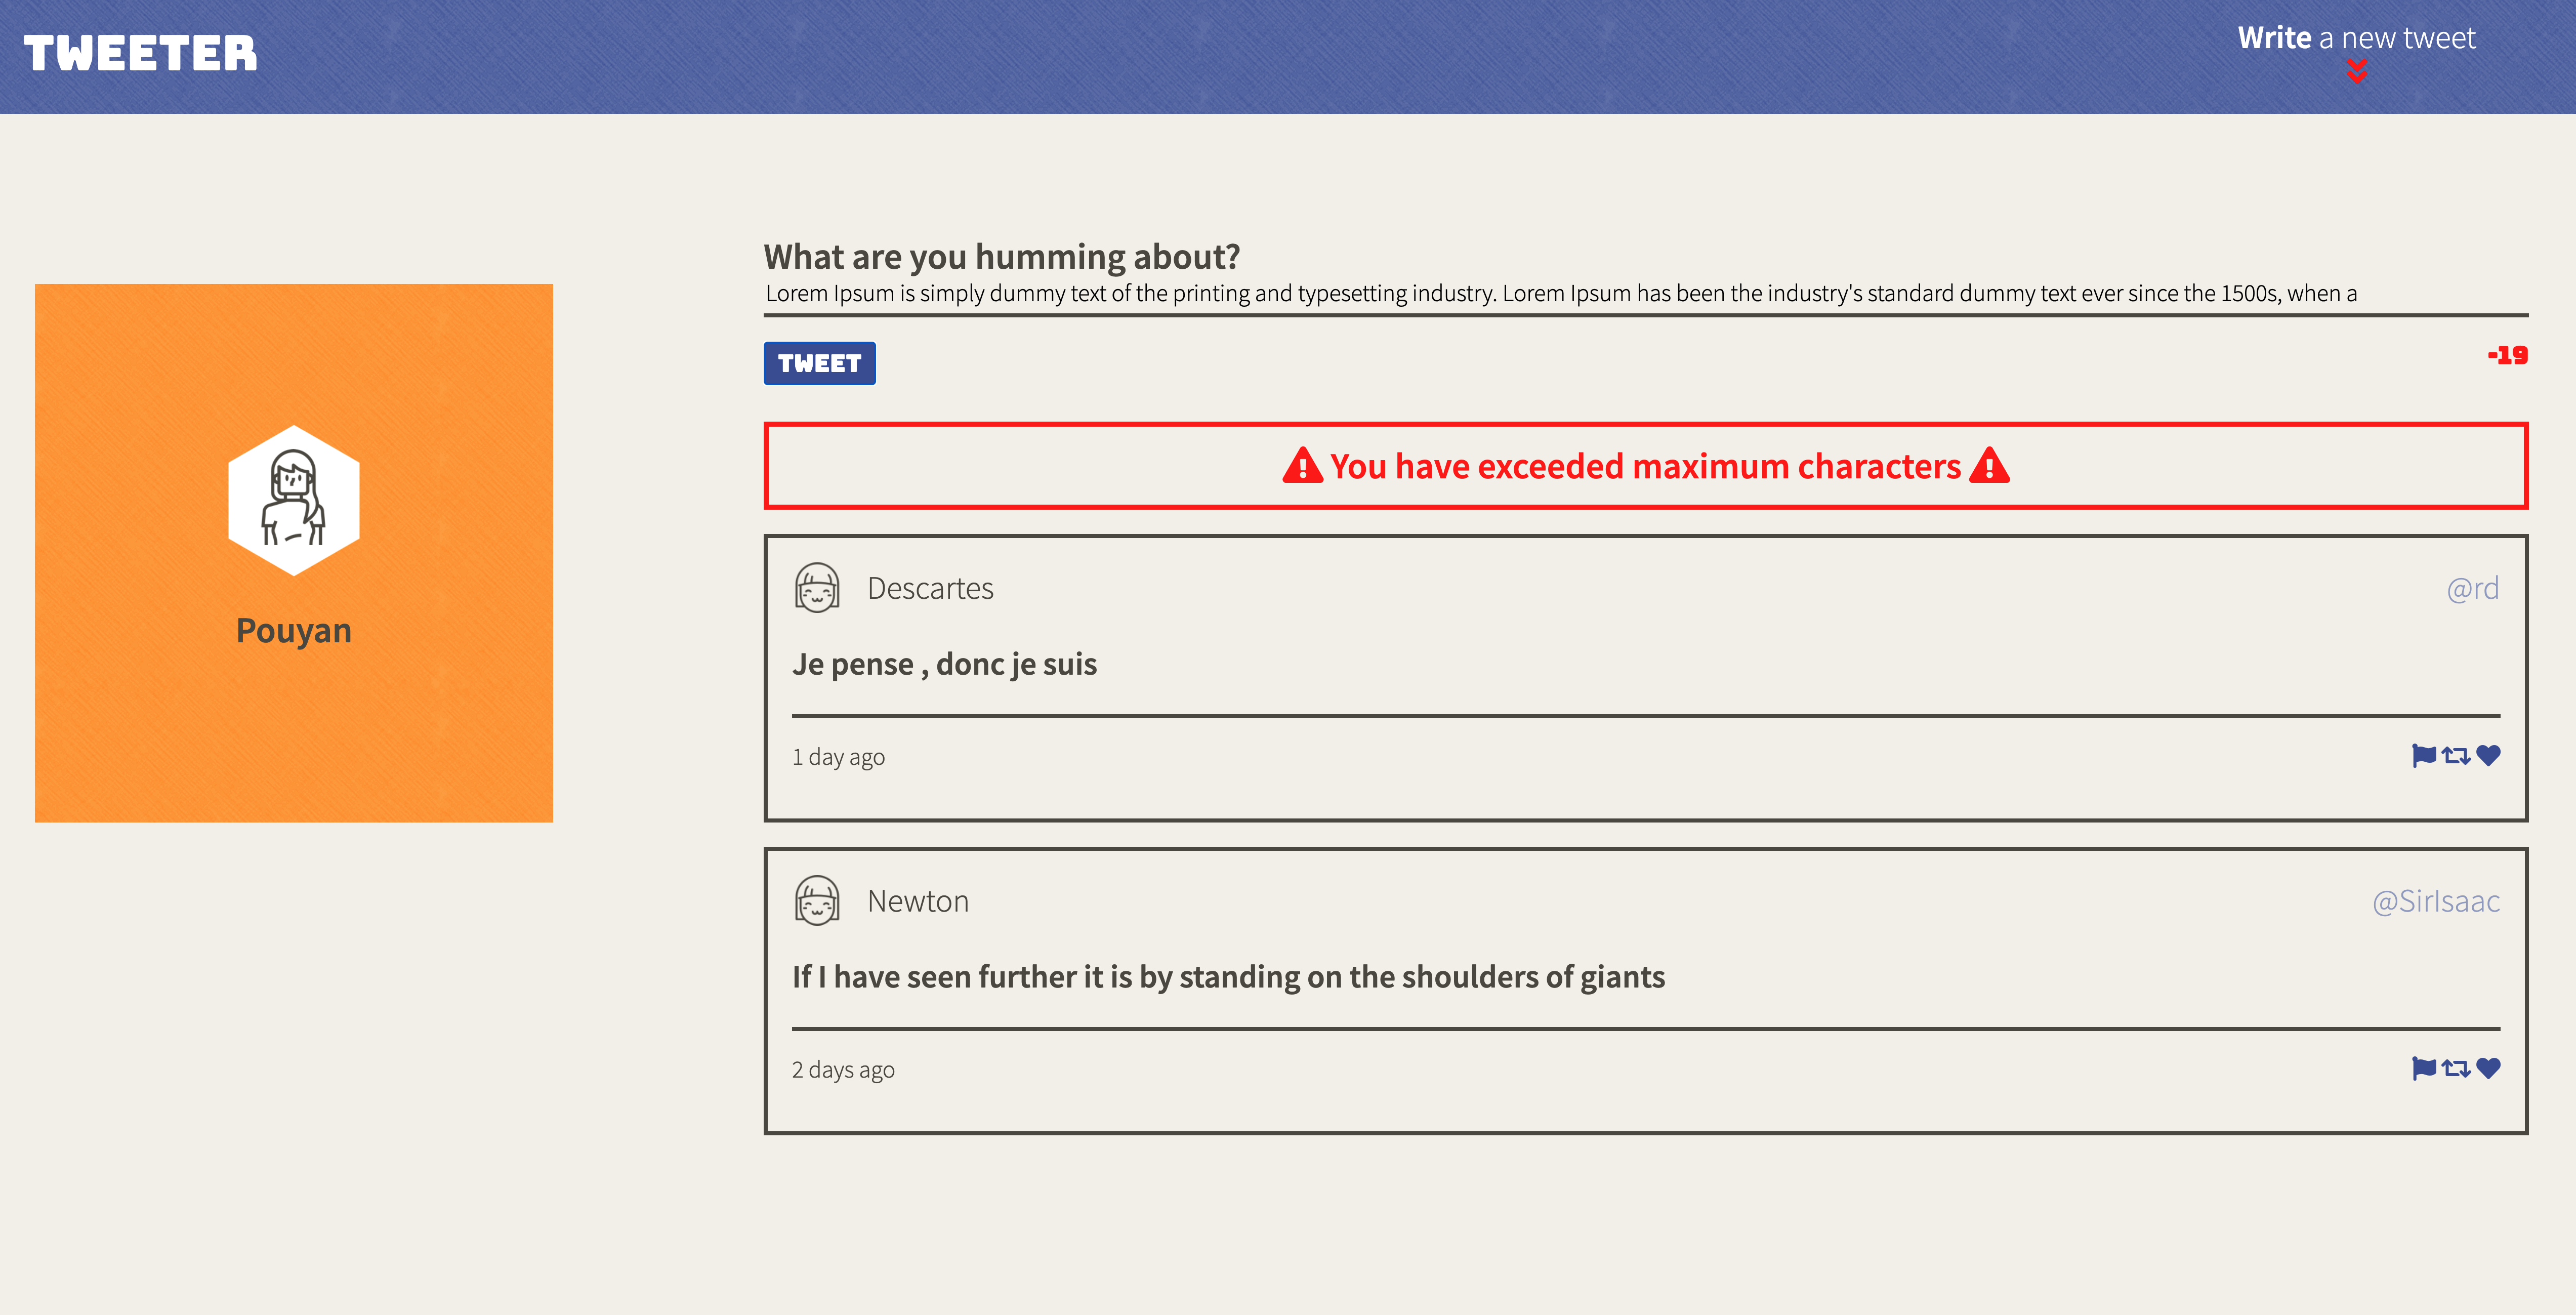 TWEETER
Write a new tweet
Pouyan
What are you humming about?
Lorem Ipsum is simply dummy text of the printing and typesetting industry. Lorem Ipsum has been the industry's standard dummy text ever since the 1500s, when a
TWEET
-19
You have exceeded maximum characters
Descartes
@rd
Je pense , donc je suis
1 day ago
Newton
@SirIsaac
If I have seen further it is by standing on the shoulders of giants
2 days ago